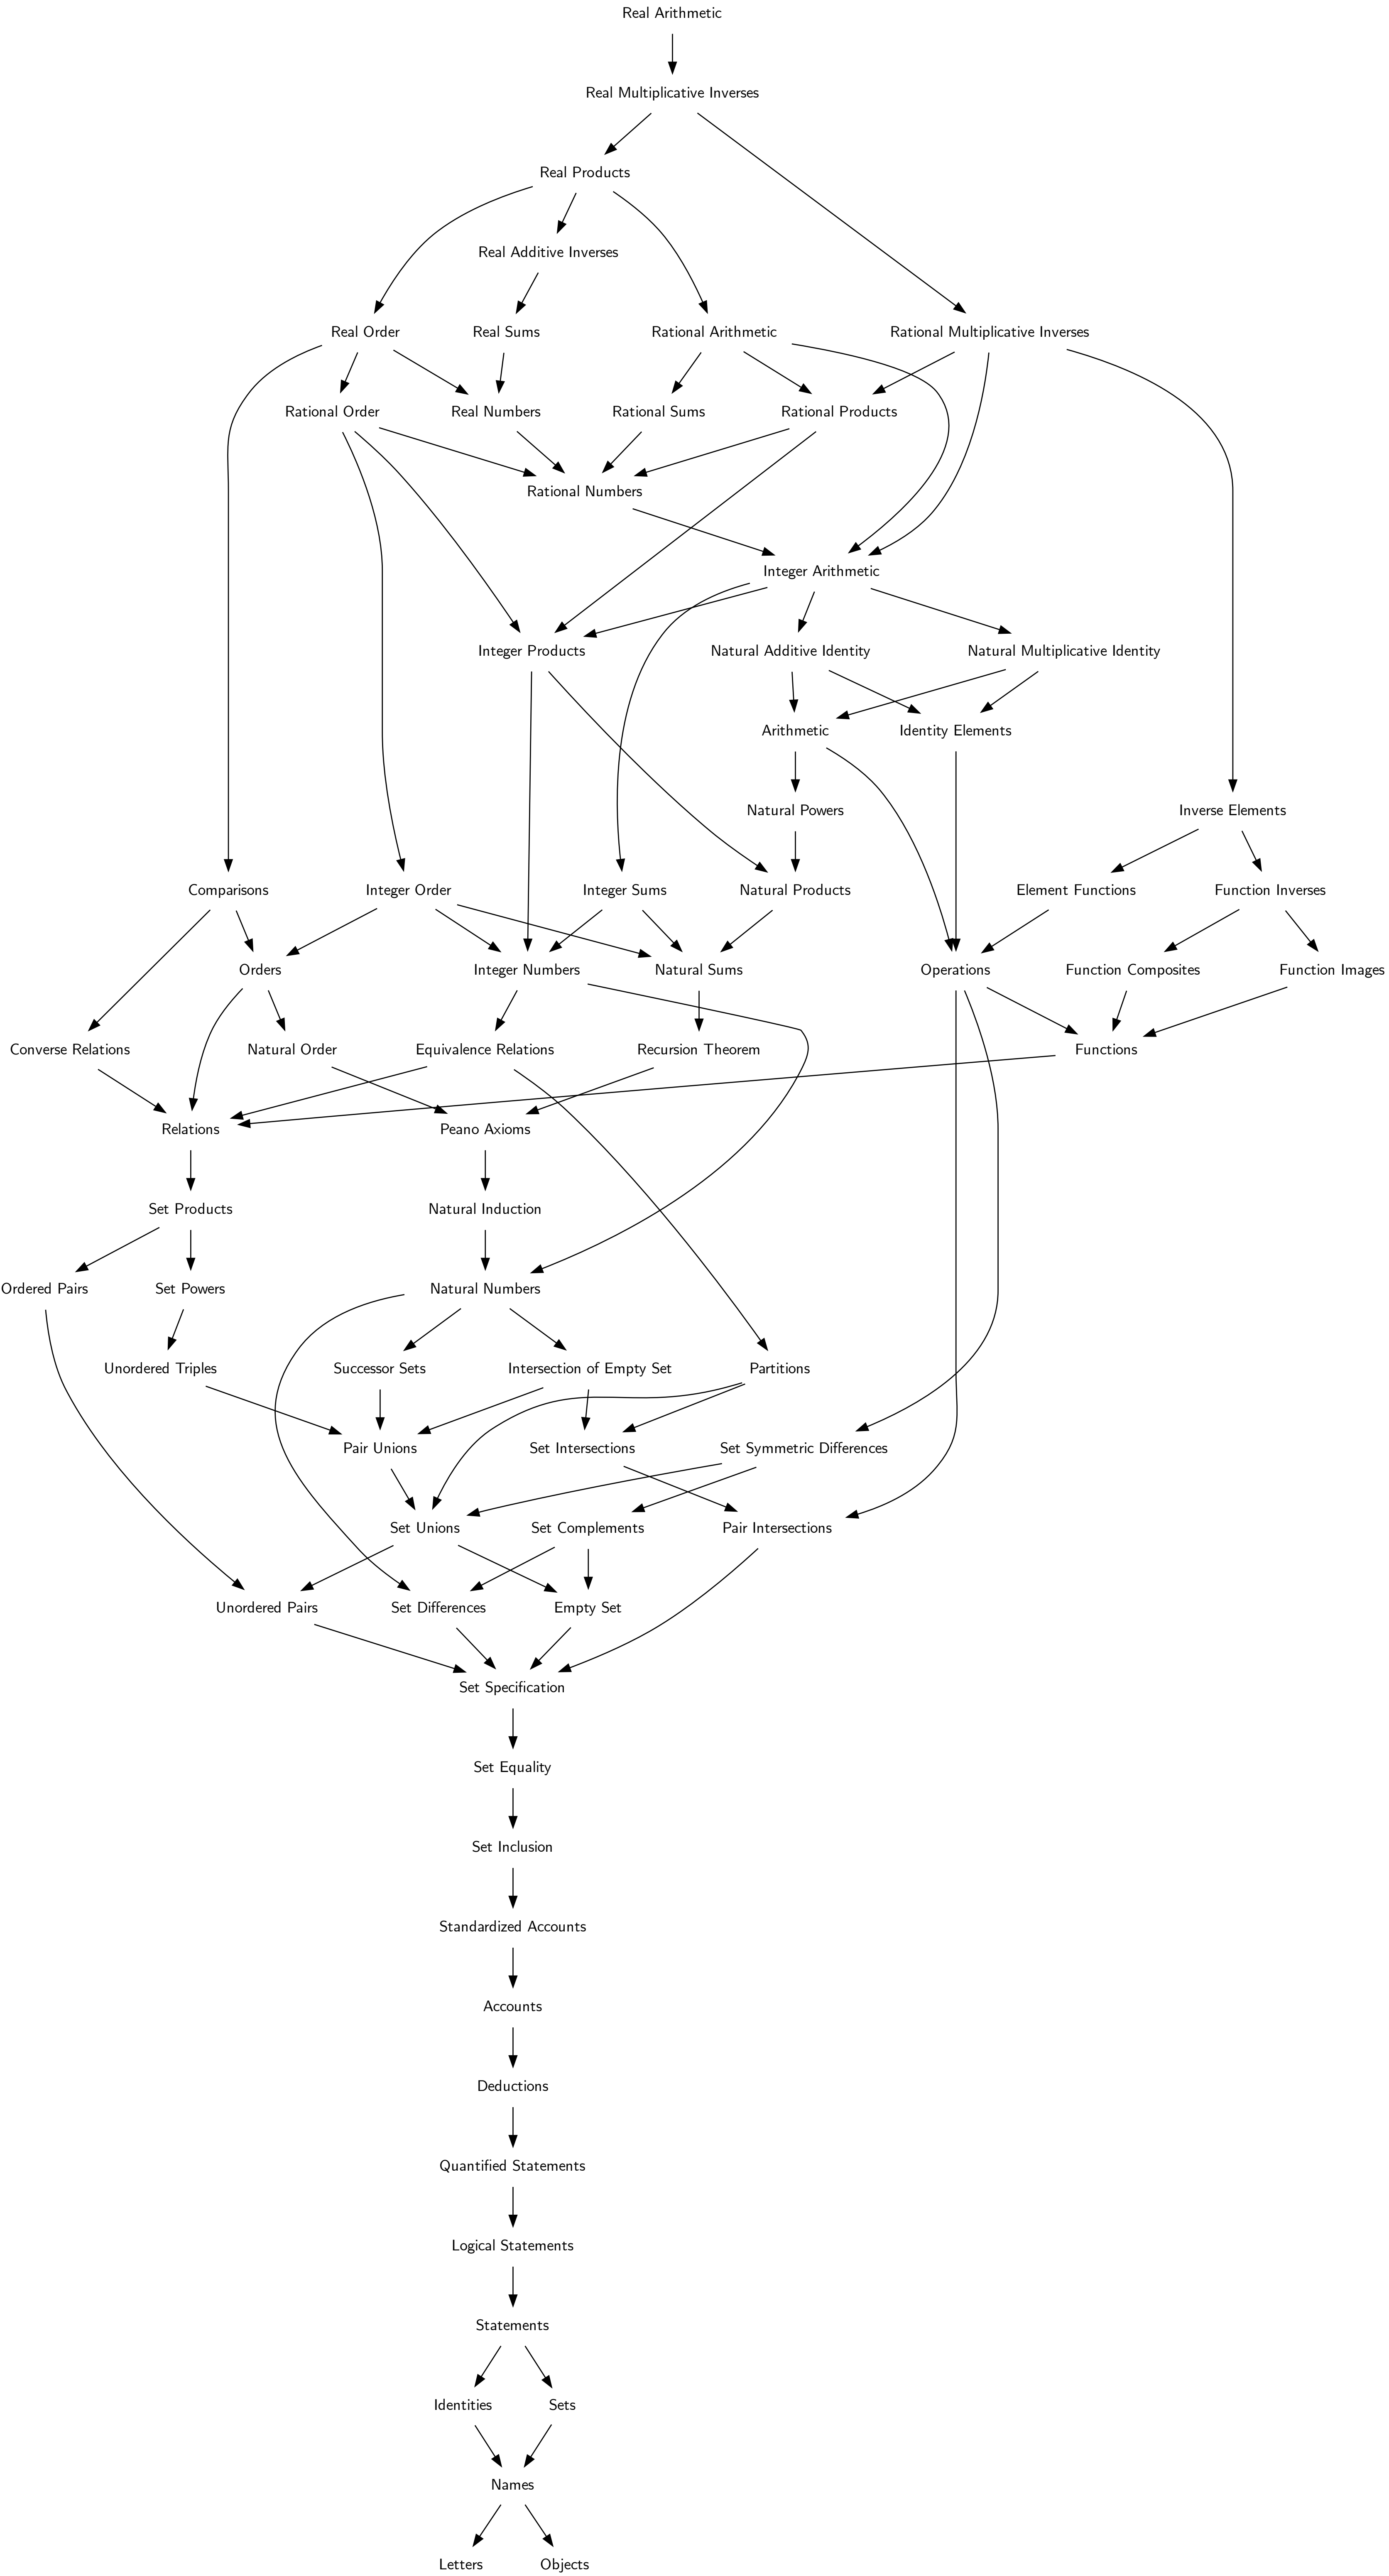 Real Arithmetic
Real Multiplicative Inverses
Real Products
Real Additive Inverses
Real Order
Real Sums
Rational Arithmetic
Rational Multiplicative Inverses
Rational Order
Real Numbers
Rational Sums
Rational Products
Rational Numbers
Integer Arithmetic
Integer Products
Natural Additive Identity
Natural Multiplicative Identity
Arithmetic
Identity Elements
Natural Powers
Inverse Elements
Comparisons
Integer Order
Integer Sums
Natural Products
Element Functions
Function Inverses
Orders
Integer Numbers
Natural Sums
Operations
Function Composites
Function Images
Converse Relations
Natural Order
Equivalence Relations
Recursion Theorem
Functions
Relations
Peano Axioms
Set Products
Natural Induction
Ordered Pairs
Set Powers
Natural Numbers
Unordered Triples
Successor Sets
Intersection of Empty Set
Partitions
Pair Unions
Set Intersections
Set Symmetric Differences
Set Unions
Set Complements
Pair Intersections
Unordered Pairs
Set Differences
Empty Set
Set Specification
Set Equality
Set Inclusion
Standardized Accounts
Accounts
Deductions
Quantified Statements
Logical Statements
Statements
Identities
Sets
Names
Letters
Objects